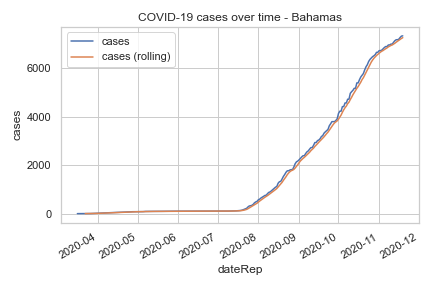 COVID-19 cases over time - Bahamas
cases
cases (rolling)
6000
4000
2000
0
cases
2020-04
2020-05
2020-06
2020-07
2020-08
2020-09
2020-10
2020-11
2020-12
dateRep